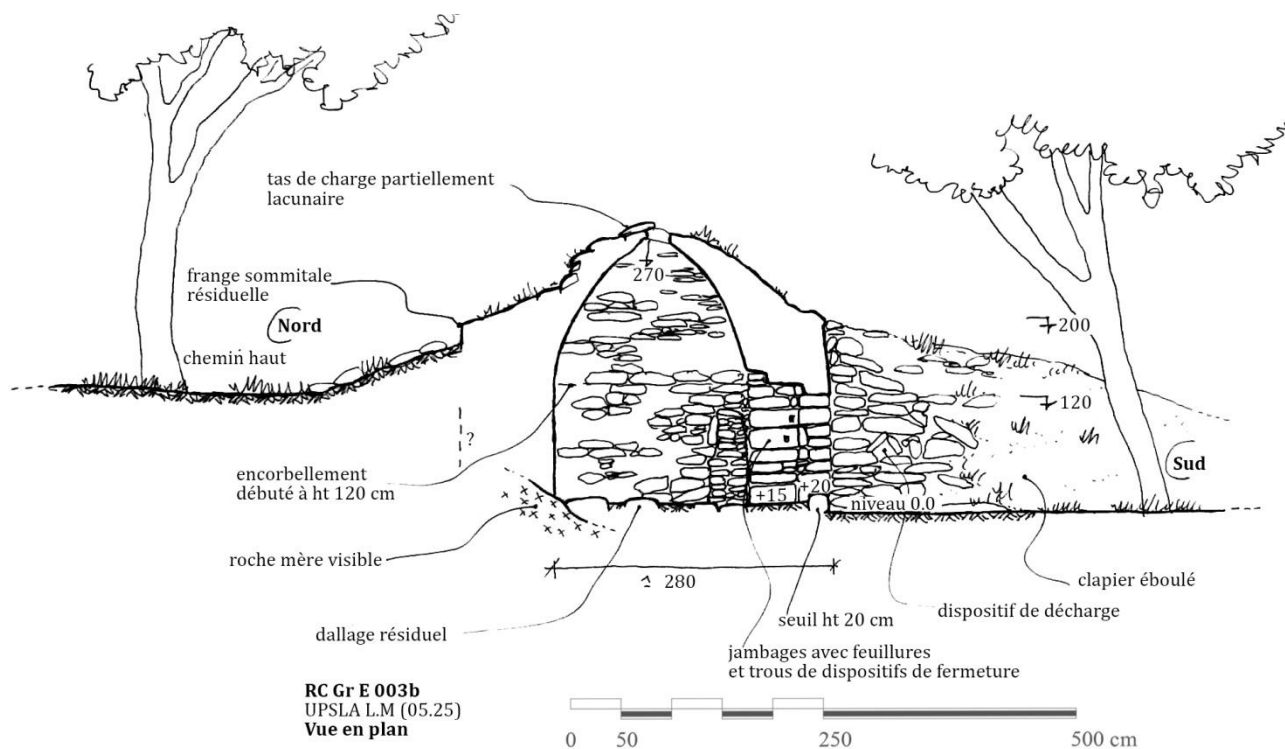 tas de charge partiellement
lacunaire
270
frange sommitale
résiduelle
Nord
chemin haut
200
120
?
encorbellement
débuté à ht 120 cm
Sud
+15
+20
niveau 0.0
roche mère visible
280
clapier éboulé
dispositif de décharge
dallage résiduel
seuil ht 20 cm
jambages avec feuillures
et trous de dispositifs de fermeture
RC Gr E 003b
UPSLA L.M (05.25)
Vue en plan
0 50 250 500 cm